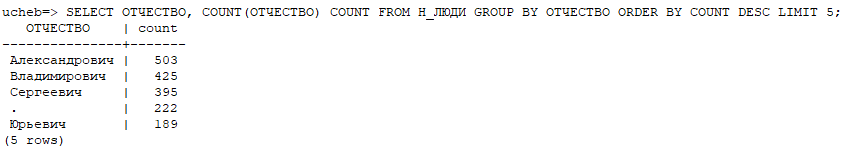 ucheb=> SELECT ОТЧЕСТВО, COUNT(ОТЧЕСТВО) COUNT FROM Н_ЛЮДИ GROUP BY ОТЧЕСТВО ORDER BY COUNT DESC LIMIT 5;
   ОТЧЕСТВО    | count
---------------+-------
 Александрович |   503
 Владимирович  |   425
 Сергеевич     |   395
 .             |   222
 Юрьевич       |   189
(5 rows)